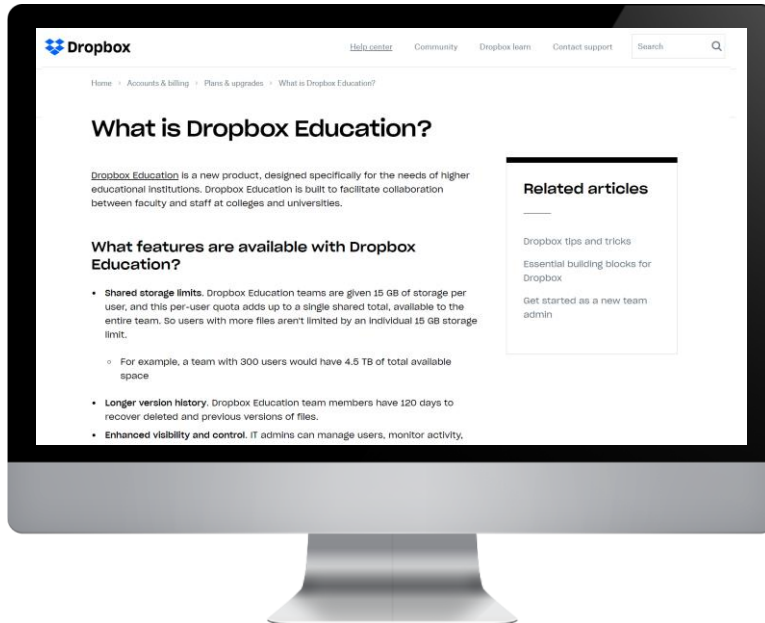 Dropbox
Help center Community Dropbox learn Contact support Search
Home > Accounts & billing > Plans & upgrades > What is Dropbox Education?
What is Dropbox Education?
Dropbox Education is a new product, designed specifically for the needs of higher
educational institutions. Dropbox Education is built to facilitate collaboration
between faculty and staff at colleges and universities.
What features are available with Dropbox
Education?
• Shared storage limits. Dropbox Education teams are given 15 GB of storage per
user, and this per-user quota adds up to a single shared total, available to the
entire team. So users with more files aren't limited by an individual 15 GB storage
limit.
◦ For example, a team with 300 users would have 4.5 TB of total available
space
• Longer version history. Dropbox Education team members have 120 days to
recover deleted and previous versions of files.
• Enhanced visibility and control. IT admins can manage users, monitor activity,
Related articles
Dropbox tips and tricks
Essential building blocks for
Dropbox
Get started as a new team
admin